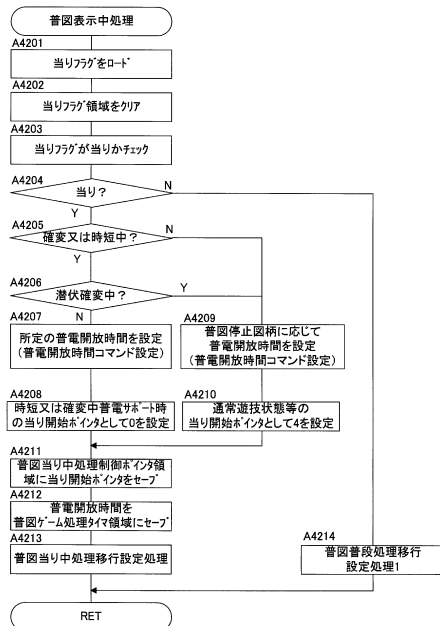 普図表示中処理
A4201
当りフラグをロード
A4202
当りフラグ領域をクリア
A4203
当りフラグが当りかチェック
A4204
当り？
N
Y
A4205
確変又は時短中？
N
Y
A4206
潜伏確変中？
Y
N
A4207
所定の普電開放時間を設定
(普電開放時間コマンド設定)
A4209
普図停止図柄に応じて
普電開放時間を設定
(普電開放時間コマンド設定)
A4208
時短又は確変中普電サポート時
の当り開始ポインタとして0を設定
A4210
通常遊技状態等の
当り開始ポインタとして4を設定
A4211
普図当り中処理制御ポインタ領
域に当り開始ポインタをセーブ
A4212
普電開放時間を
普図ゲーム処理タイマ領域にセーブ
A4213
普図当り中処理移行設定処理
A4214
普図普段処理移行
設定処理1
RET